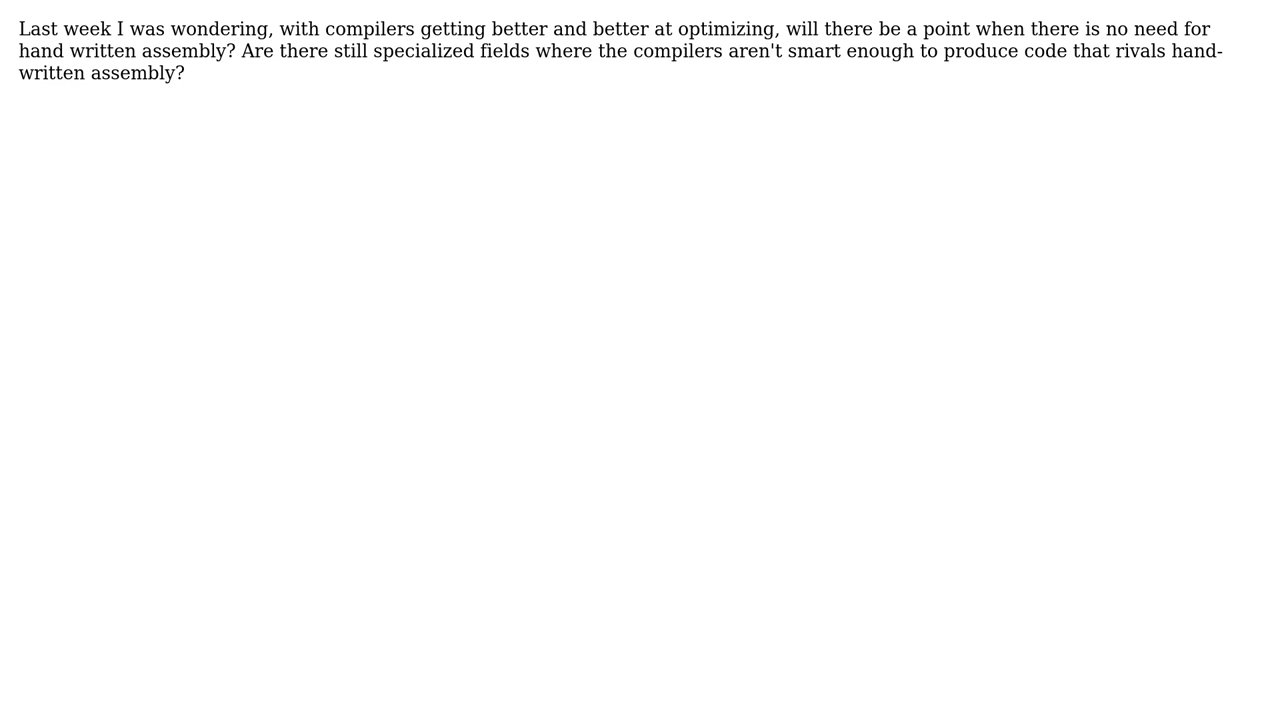 Last week I was wondering, with compilers getting better and better at optimizing, will there be a point when there is no need for
hand written assembly? Are there still specialized fields where the compilers aren't smart enough to produce code that rivals hand-
written assembly?